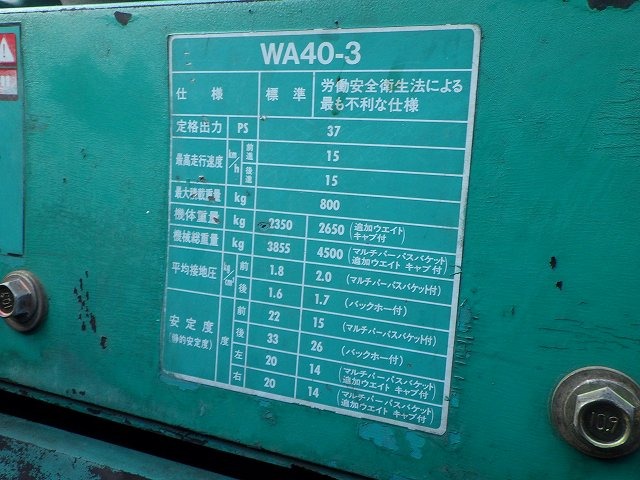 WA40-3
仕様 標準 労働安全衛生法による
最も不利な仕様
定格出力 PS 37
最高走行速度 km/h 前進 15
後進 15
最大積載重量 kg 800
機体重量 kg 2350 2650 (追加ウエイト
キャブ付)
機械総重量 kg 3855 4500 (マルチパーパスバケット
追加ウエイト キャブ付)
平均接地圧 kg/cm² 前 1.8 2.0 (マルチパーパスバケット付)
後 1.6 1.7 (バックホー付)
安定度
(静的安定度) 度 前 22 15 (マルチパーパスバケット付)
後 33 26 (バックホー付)
左 20 14 (マルチパーパスバケット
追加ウエイト キャブ付)
右 20 14 (マルチパーパスバケット
追加ウエイト キャブ付)
10.9